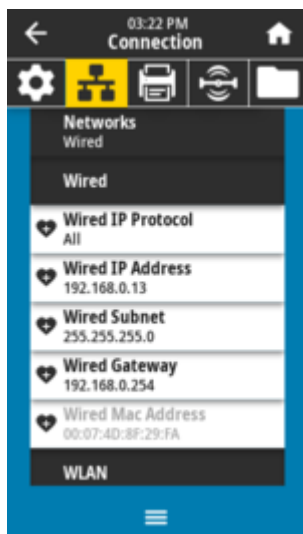 03:22 PM
Connection
Networks
Wired
Wired
Wired IP Protocol
All
Wired IP Address
192.168.0.13
Wired Subnet
255.255.255.0
Wired Gateway
192.168.0.254
Wired Mac Address
00:07:4D:8F:29:FA
WLAN